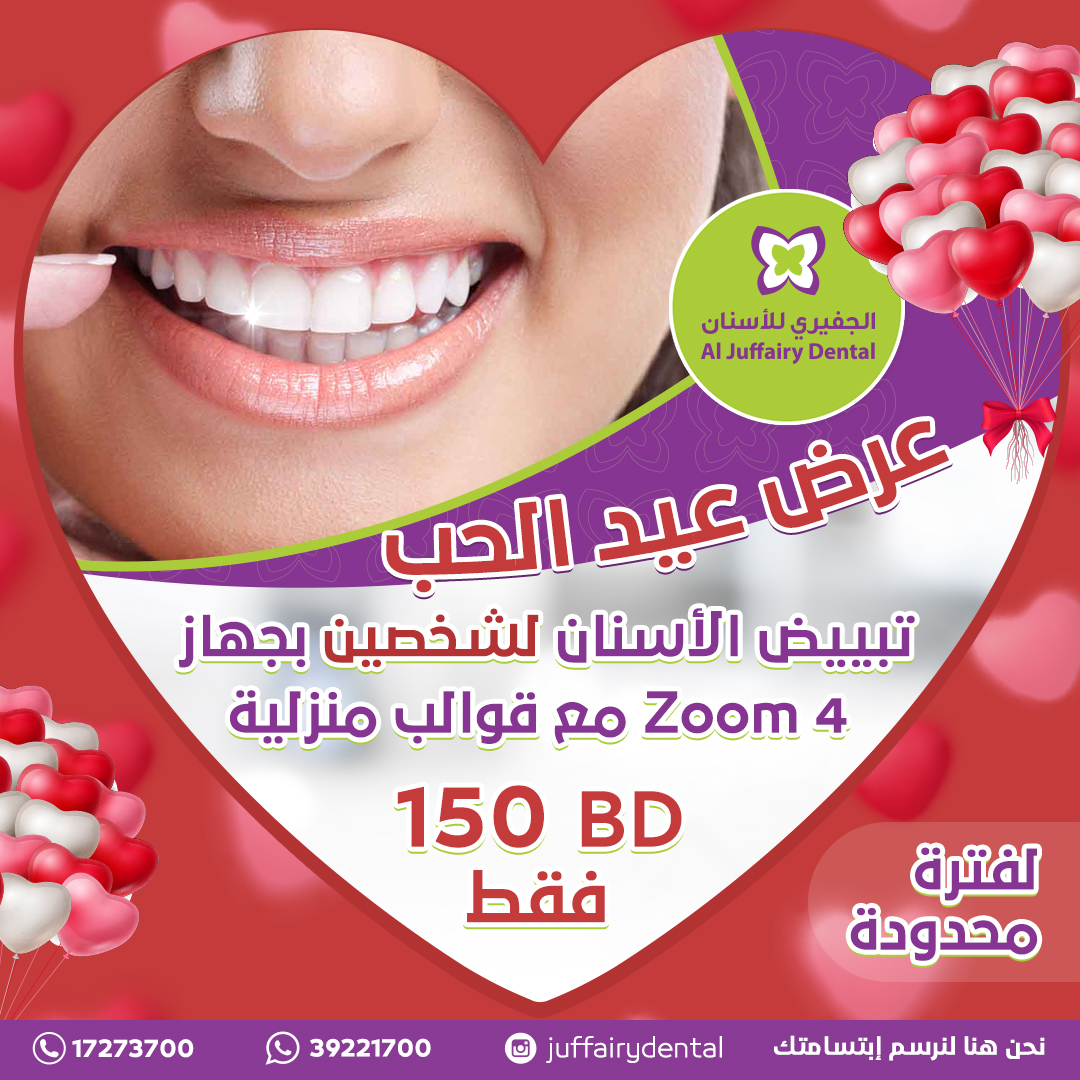 الجفيري للأسنان
Al Juffairy Dental
عرض عيد الحب
تبييض الأسنان لشخصين بجهاز
Zoom 4 مع قوالب منزلية
150 BD
فقط
لفترة
محدودة
17273700
39221700
juffairydental
نحن هنا لنرسم إبتسامتك